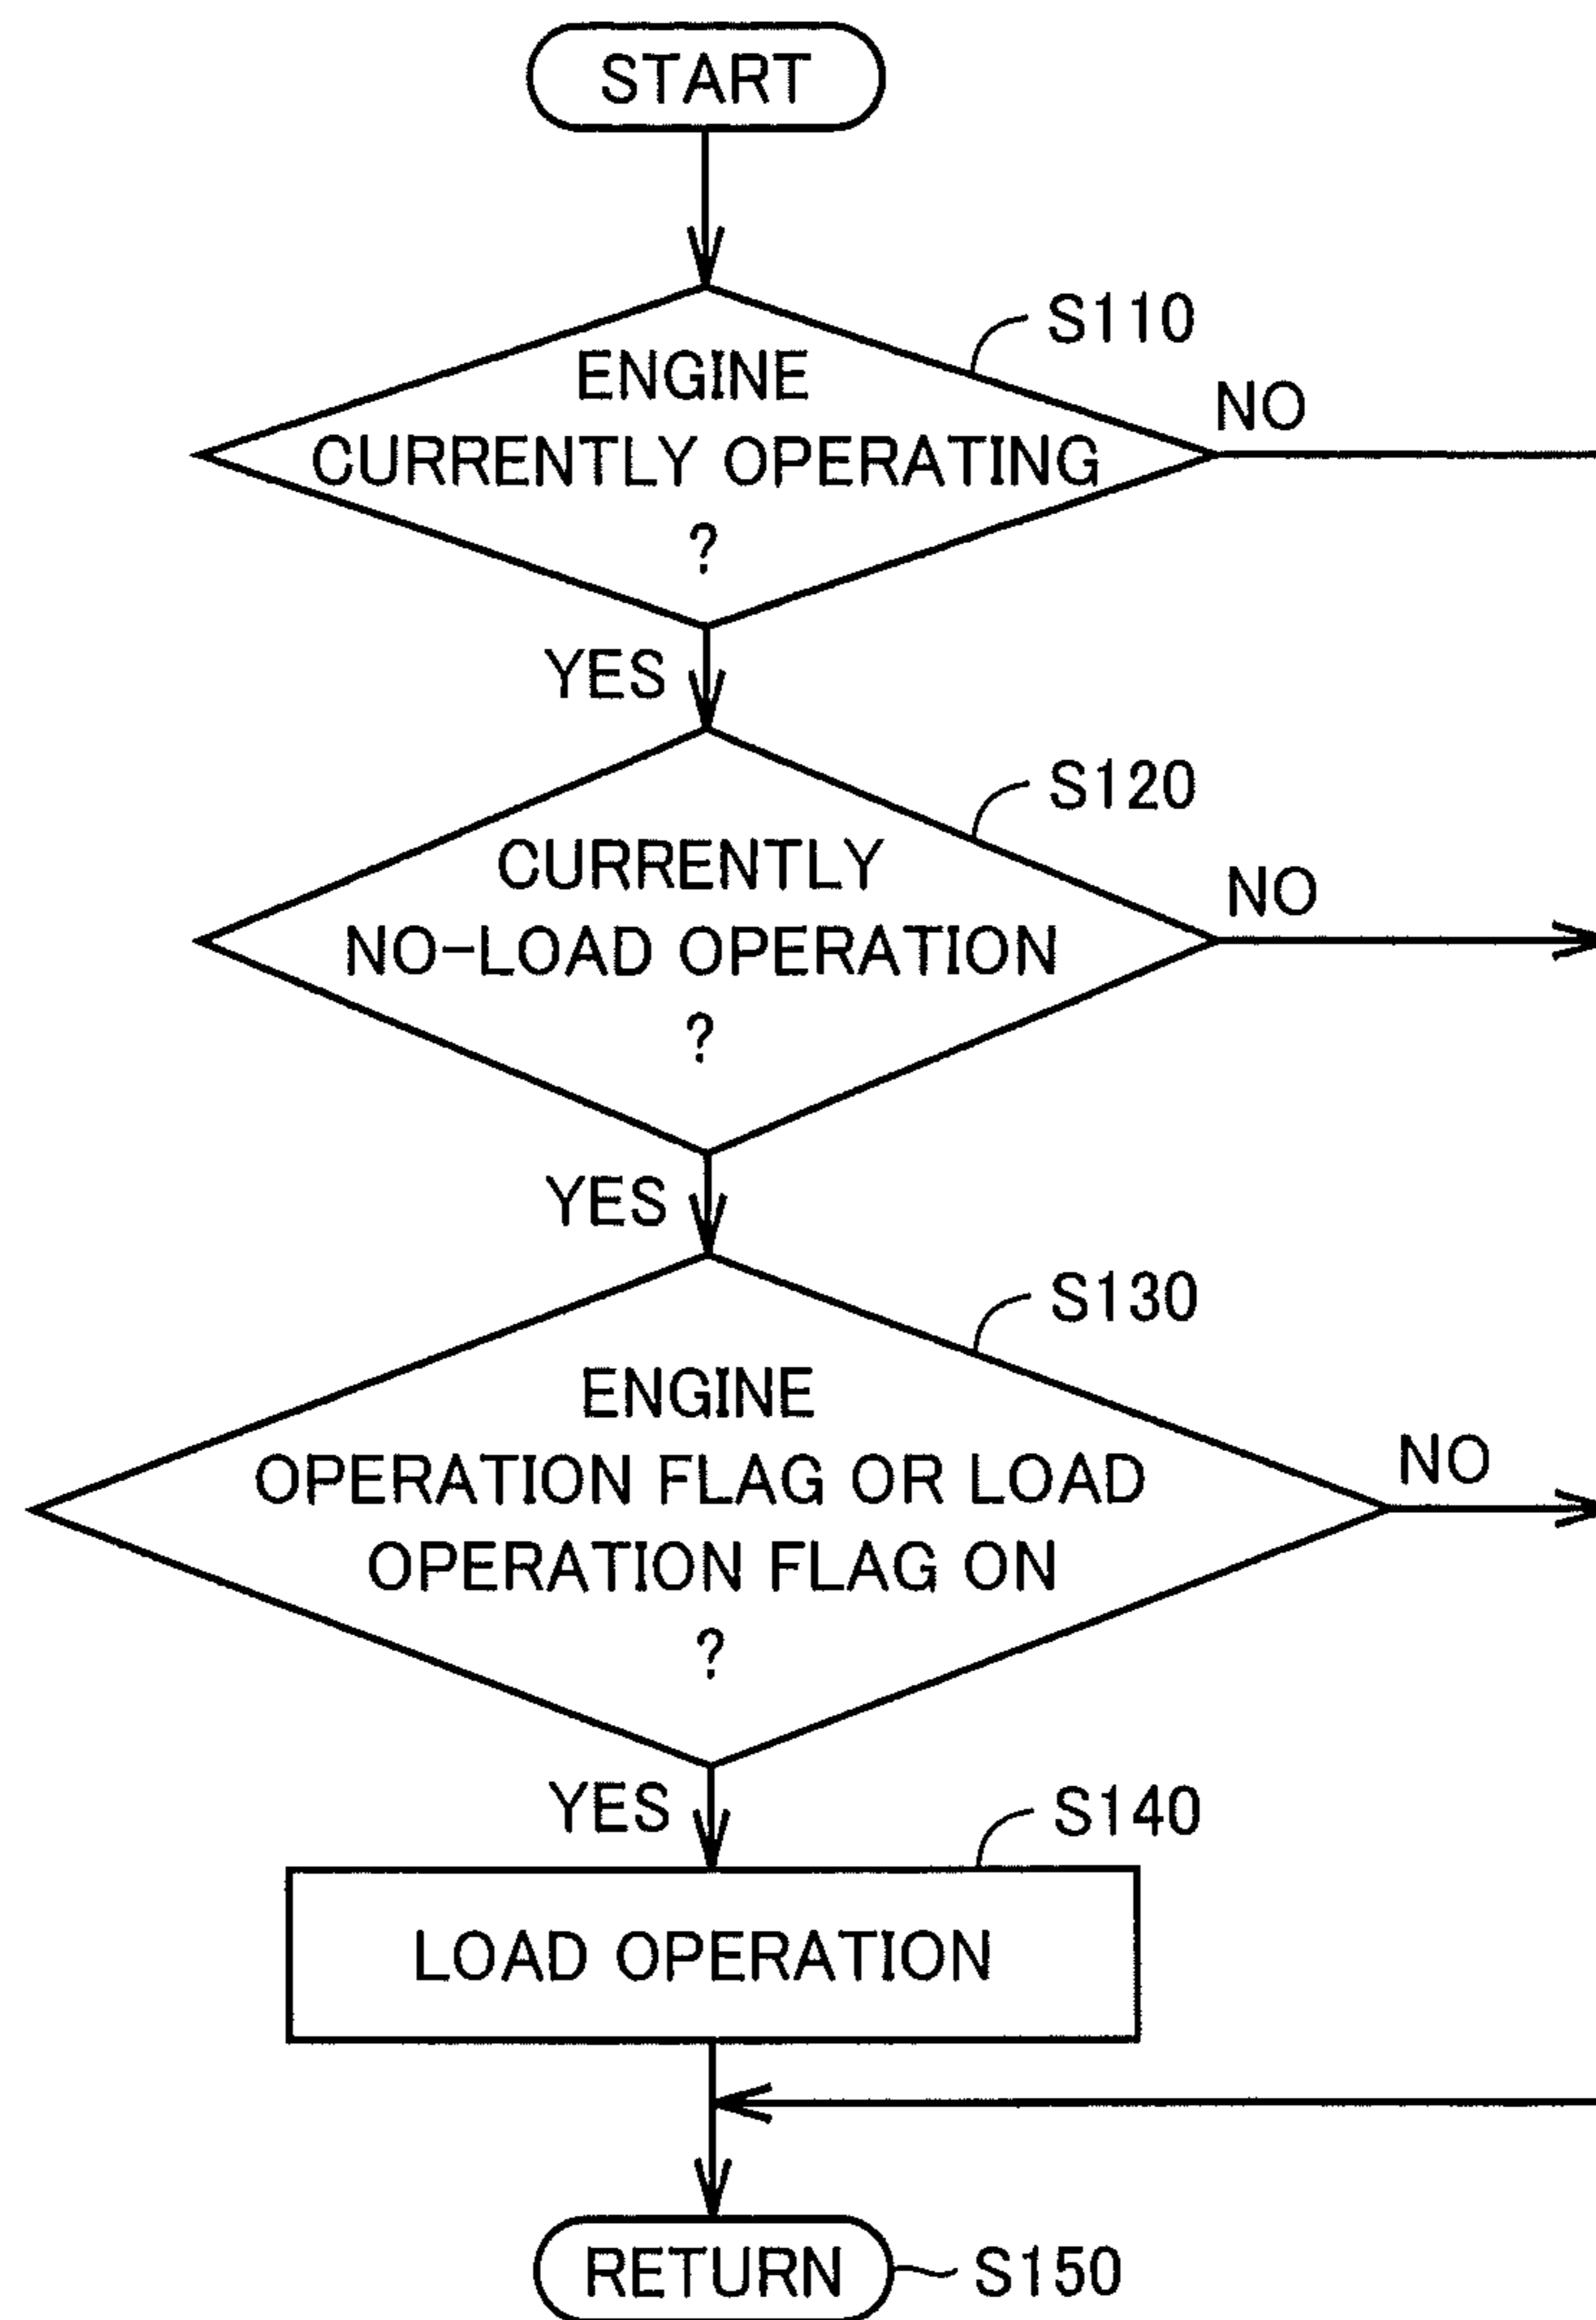 START
S110
ENGINE
CURRENTLY OPERATING
?
NO
YES
S120
CURRENTLY
NO-LOAD OPERATION
?
NO
YES
S130
ENGINE
OPERATION FLAG OR LOAD
OPERATION FLAG ON
?
NO
YES
S140
LOAD OPERATION
RETURN
S150